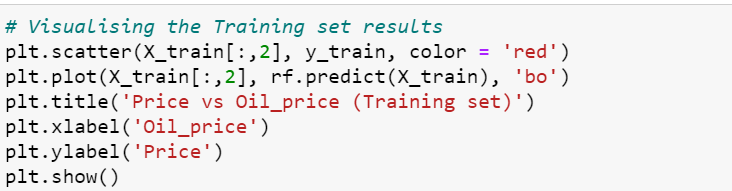 # Visualising the Training set results
plt.scatter(X_train[:,2], y_train, color = 'red')
plt.plot(X_train[:,2], rf.predict(X_train), 'bo')
plt.title('Price vs Oil_price (Training set)')
plt.xlabel('Oil_price')
plt.ylabel('Price')
plt.show()